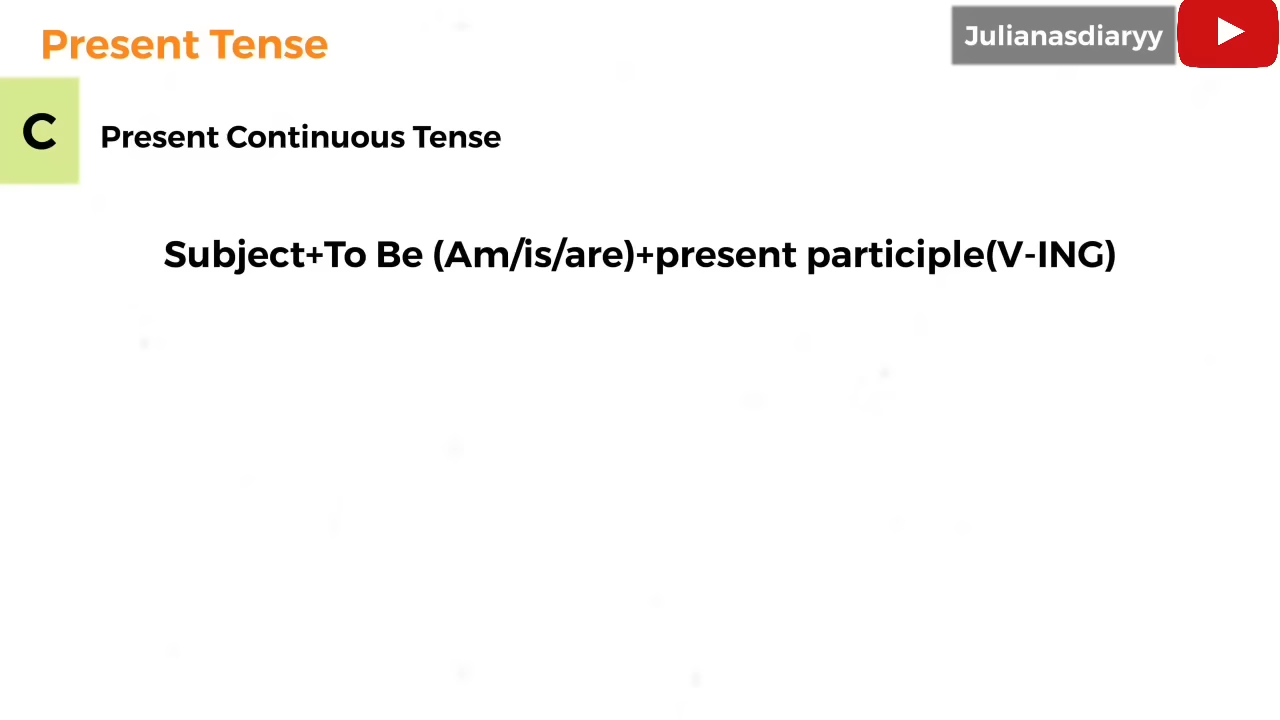 Present Tense
Julianasdiaryy
C
Present Continuous Tense
Subject+To Be (Am/is/are)+present participle(V-ING)